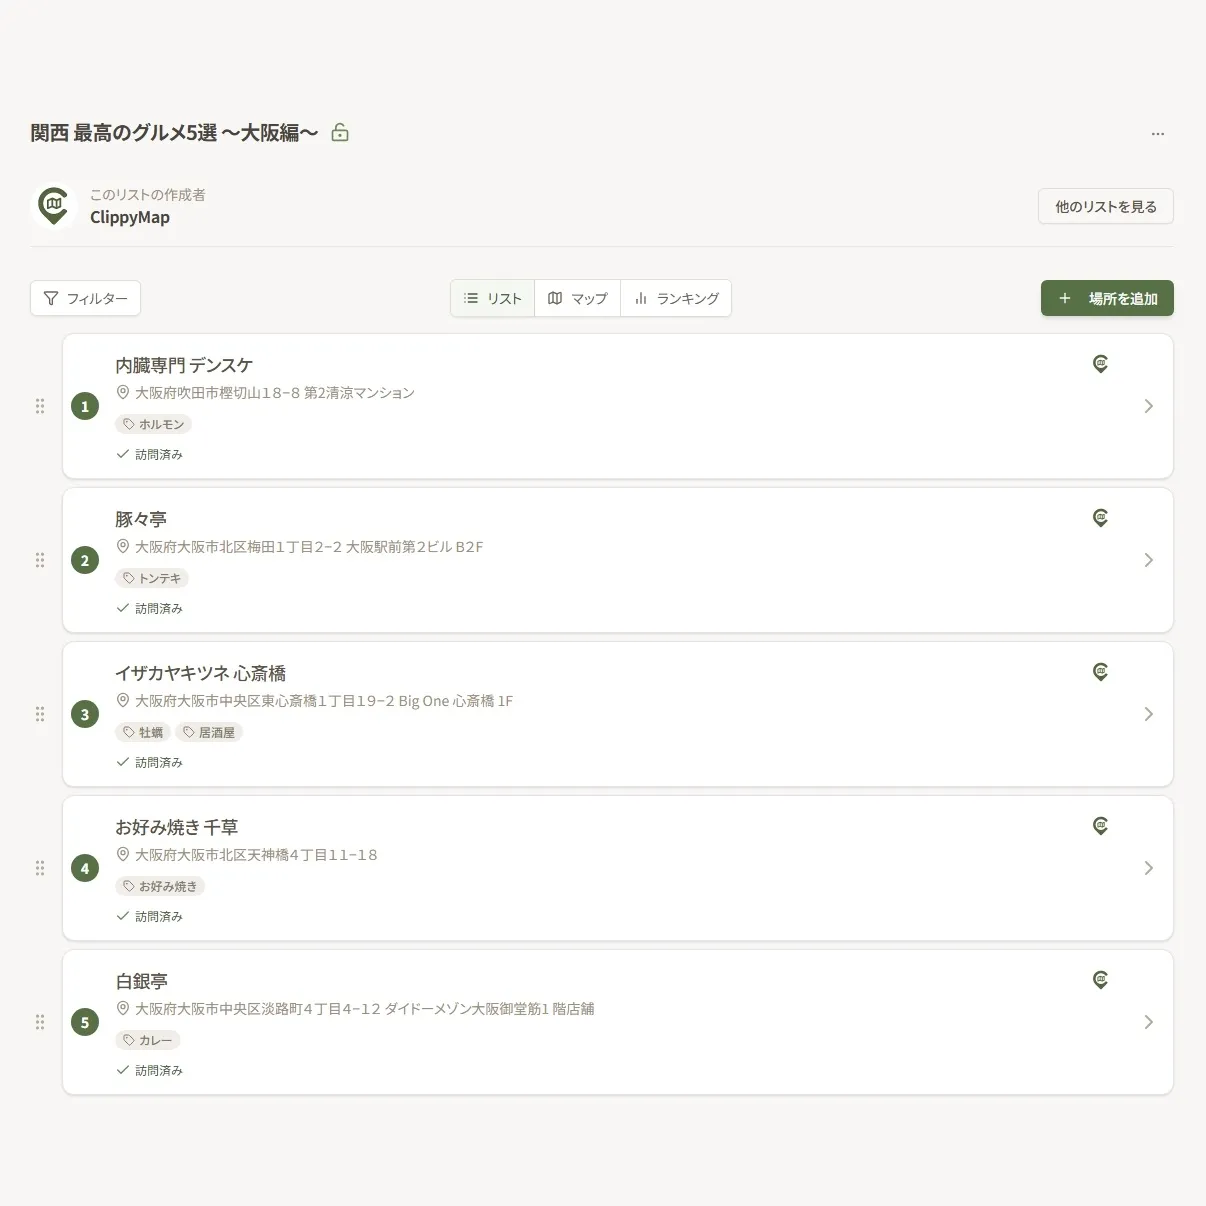 関西 最高のグルメ5選 〜大阪編〜
このリストの作成者
ClippyMap
他のリストを見る
フィルター
リスト
マップ
ランキング
場所を追加
1
内臓専門 デンスケ
大阪府吹田市樫切山１８−８ 第2清涼マンション
ホルモン
訪問済み
2
豚々亭
大阪府大阪市北区梅田１丁目２−２ 大阪駅前第２ビル Ｂ２Ｆ
トンテキ
訪問済み
3
イザカヤキツネ 心斎橋
大阪府大阪市中央区東心斎橋１丁目１９−２ Big One 心斎橋 1F
牡蠣
居酒屋
訪問済み
4
お好み焼き 千草
大阪府大阪市北区天神橋４丁目１１−１８
お好み焼き
訪問済み
5
白銀亭
大阪府大阪市中央区淡路町４丁目４−１２ ダイドーメゾン大阪御堂筋1 階店舗
カレー
訪問済み